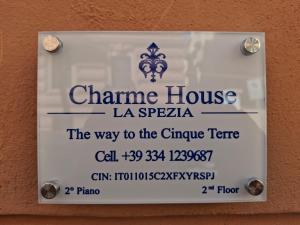 Charme House
LA SPEZIA
The way to the Cinque Terre
Cell. +39 334 1239687
CIN: IT011015C2XFXYRSPJ
2° Piano 2nd Floor